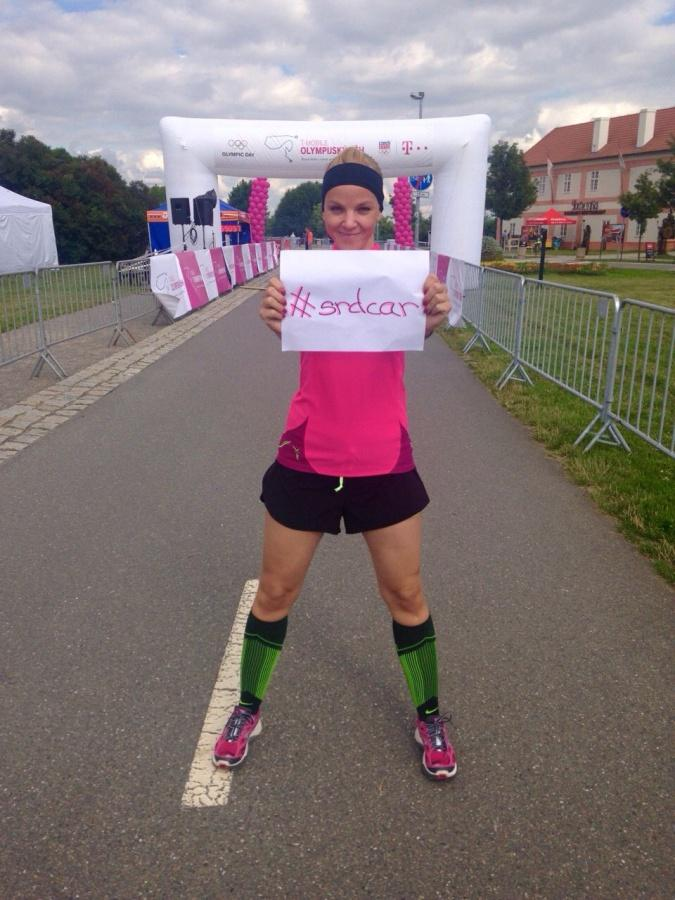 OLYMPIC DAY
T-MOBILE
OLYMPIJSKÝ BĚH
T
#srdcar